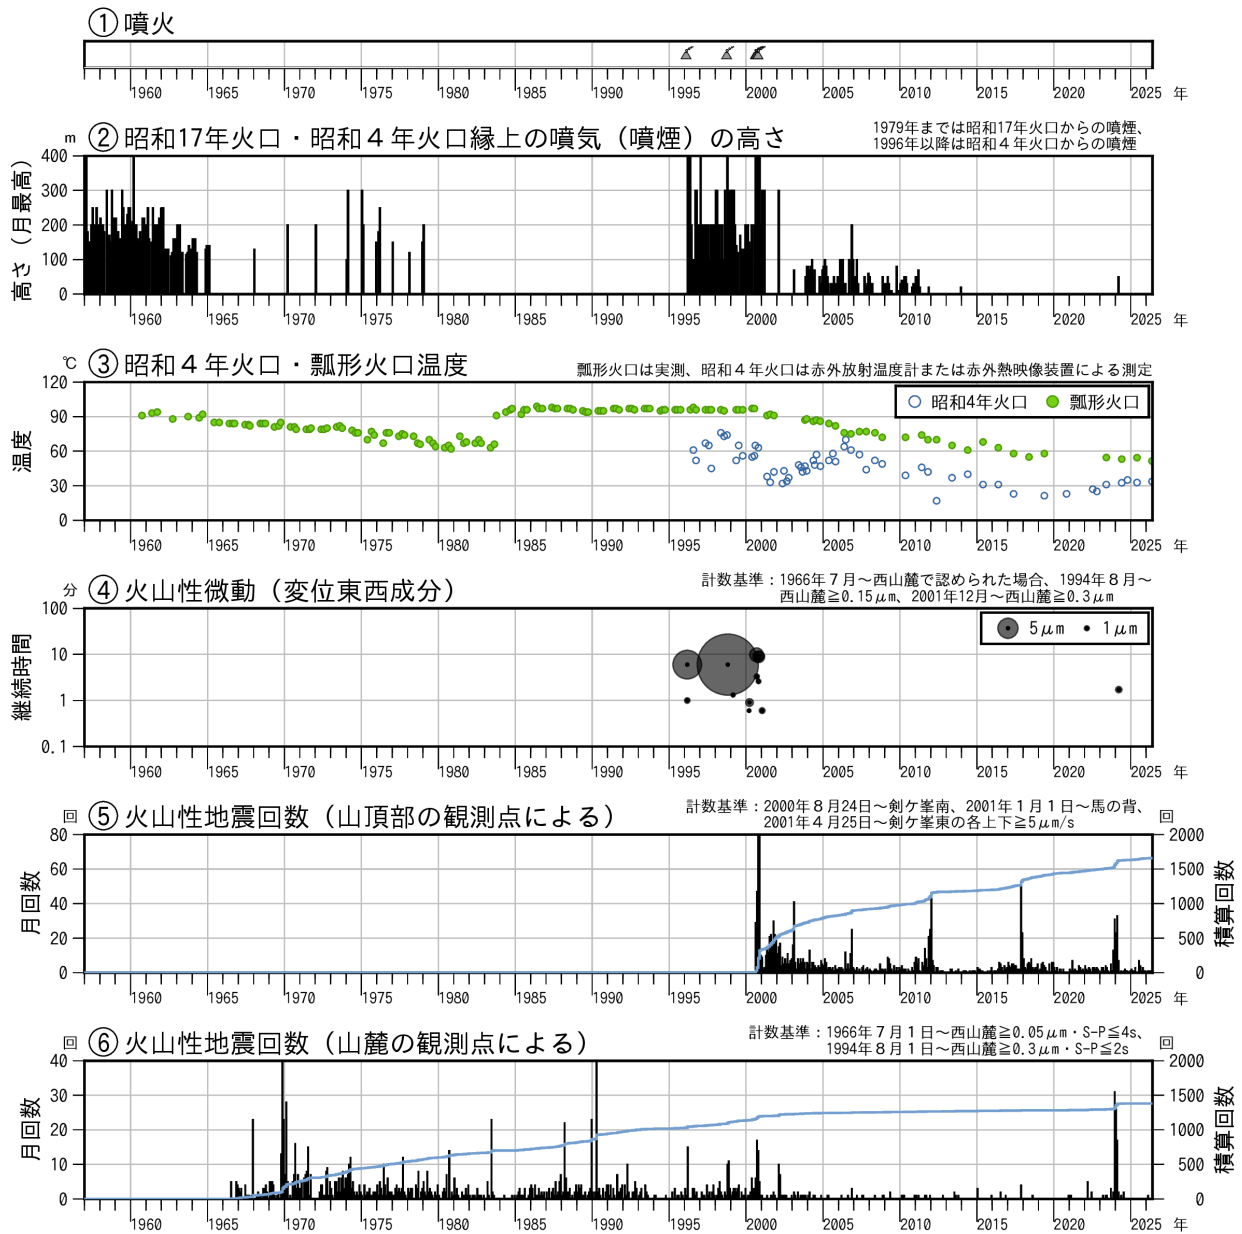 ①噴火
1960 1965 1970 1975 1980 1985 1990 1995 2000 2005 2010 2015 2020 2025 年
m ②昭和17年火口・昭和４年火口縁上の噴気（噴煙）の高さ
1979年までは昭和17年火口からの噴煙、
1996年以降は昭和４年火口からの噴煙
高さ（月最高）
400
300
200
100
0
1960 1965 1970 1975 1980 1985 1990 1995 2000 2005 2010 2015 2020 2025 年
℃ ③昭和４年火口・瓢形火口温度
瓢形火口は実測、昭和４年火口は赤外放射温度計または赤外熱映像装置による測定
温度
120
90
60
30
0
昭和4年火口 瓢形火口
1960 1965 1970 1975 1980 1985 1990 1995 2000 2005 2010 2015 2020 2025 年
分 ④火山性微動（変位東西成分）
計数基準：1966年７月～西山麓で認められた場合、1994年８月～
西山麓≧0.15μm、2001年12月～西山麓≧0.3μm
継続時間
100
10
1
0.1
5μm 1μm
1960 1965 1970 1975 1980 1985 1990 1995 2000 2005 2010 2015 2020 2025 年
回 ⑤火山性地震回数（山頂部の観測点による）
計数基準：2000年８月24日～剣ケ峯南、2001年１月１日～馬の背、
2001年４月25日～剣ケ峯東の各上下≧5μm/s
回
月回数
80
60
40
20
0
2000
1500
1000
500
0
積算回数
1960 1965 1970 1975 1980 1985 1990 1995 2000 2005 2010 2015 2020 2025 年
回 ⑥火山性地震回数（山麓の観測点による）
計数基準：1966年７月１日～西山麓≧0.05μm・S-P≦4s、
1994年８月１日～西山麓≧0.3μm・S-P≦2s
回
月回数
40
30
20
10
0
2000
1500
1000
500
0
積算回数
1960 1965 1970 1975 1980 1985 1990 1995 2000 2005 2010 2015 2020 2025 年